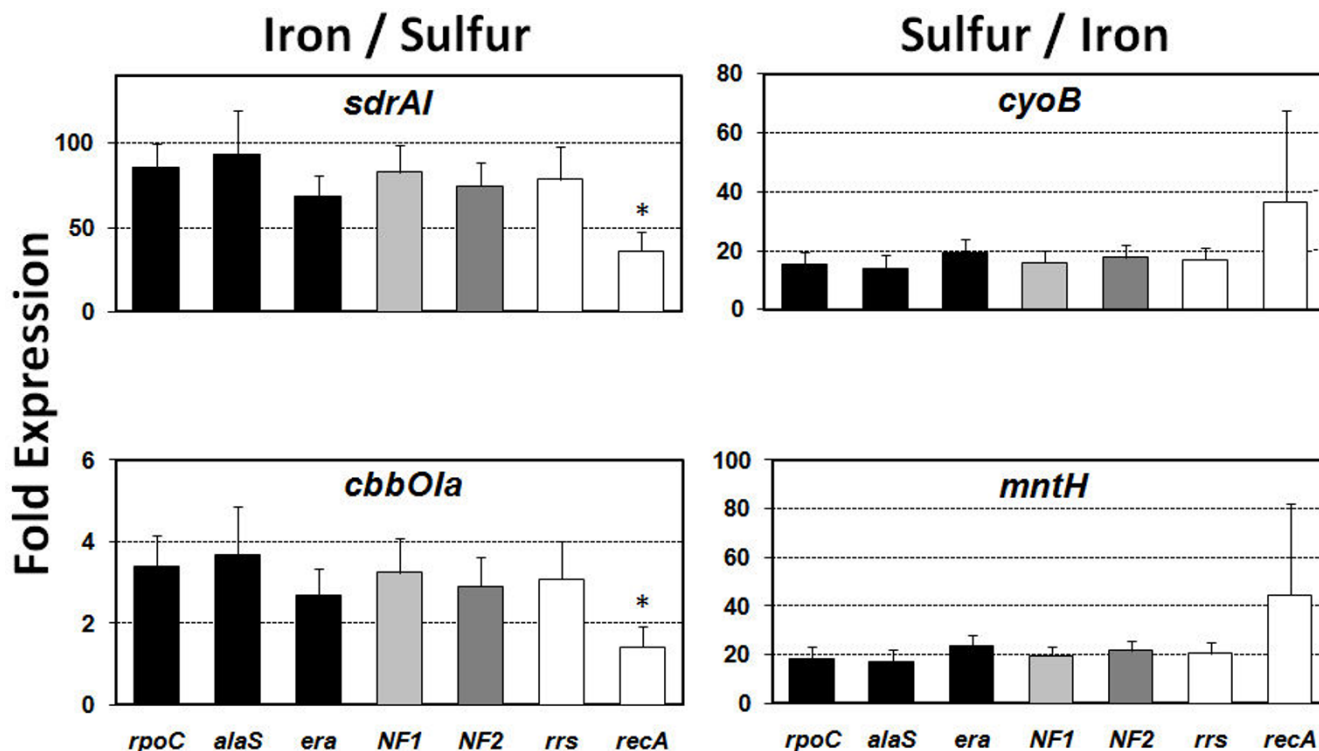 Iron / Sulfur
Sulfur / Iron
Fold Expression
sdrAI
100
50
0
*
cyoB
80
60
40
20
0
cbbOIa
6
4
2
0
*
rpoC alaS era NF1 NF2 rrs recA
mntH
100
80
60
40
20
0
rpoC alaS era NF1 NF2 rrs recA